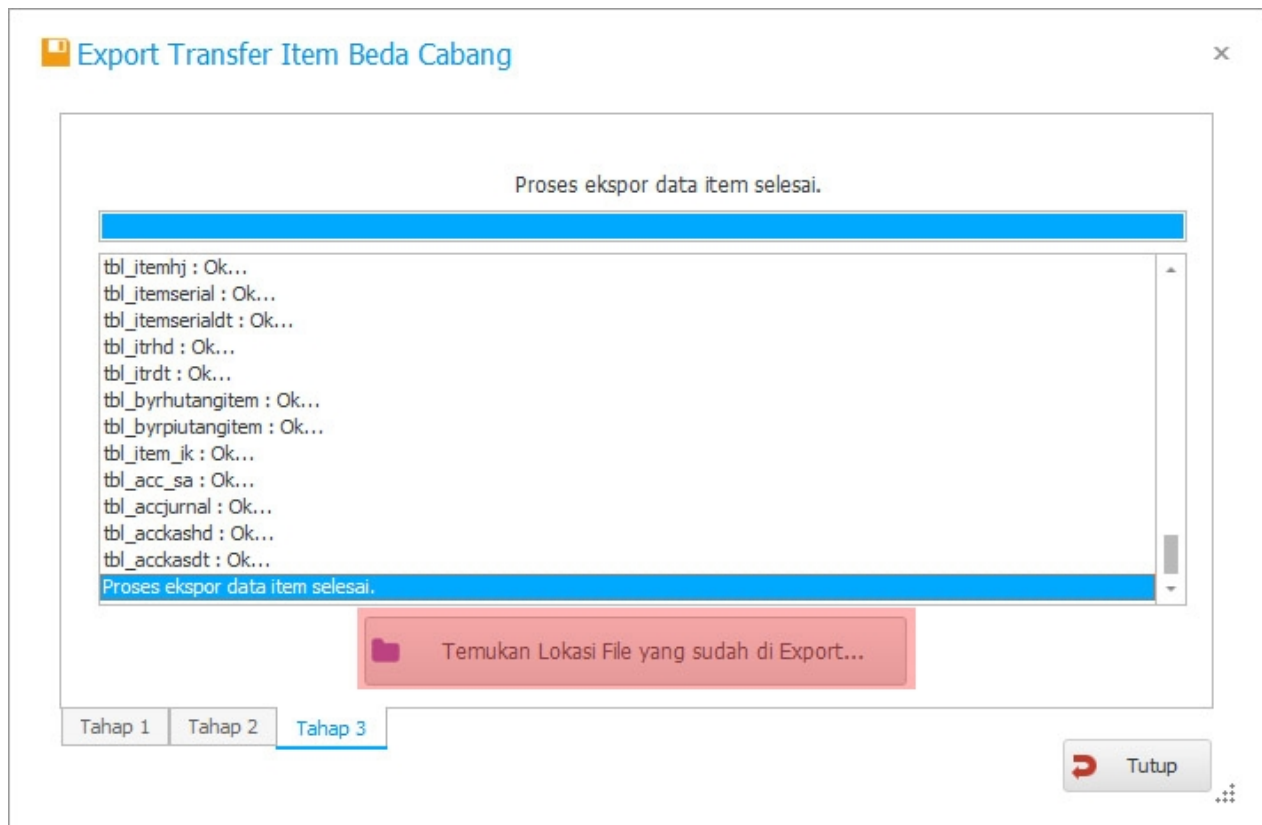 Export Transfer Item Beda Cabang
Proses ekspor data item selesai.
tbl_itemhj : Ok...
tbl_itemserial : Ok...
tbl_itemserialdt : Ok...
tbl_itrhd : Ok...
tbl_itrdt : Ok...
tbl_byrhutangitem : Ok...
tbl_byrpiutangitem : Ok...
tbl_item_ik : Ok...
tbl_acc_sa : Ok...
tbl_accjurnal : Ok...
tbl_acckashd : Ok...
tbl_acckasdt : Ok...
Proses ekspor data item selesai.
Temukan Lokasi File yang sudah di Export...
Tahap 1 Tahap 2 Tahap 3
Tutup